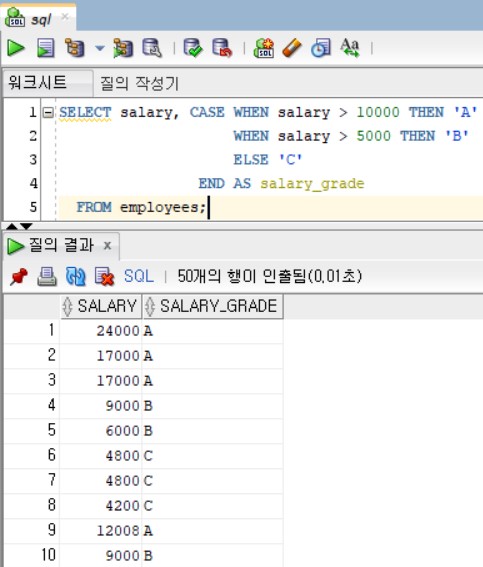 sql
워크시트 질의 작성기
1 SELECT salary, CASE WHEN salary > 10000 THEN 'A'
2 WHEN salary > 5000 THEN 'B'
3 ELSE 'C'
4 END AS salary_grade
5 FROM employees;
질의 결과 x
SQL | 50개의 행이 인출됨(0,01초)
SALARY SALARY_GRADE
1 24000 A
2 17000 A
3 17000 A
4 9000 B
5 6000 B
6 4800 C
7 4800 C
8 4200 C
9 12008 A
10 9000 B